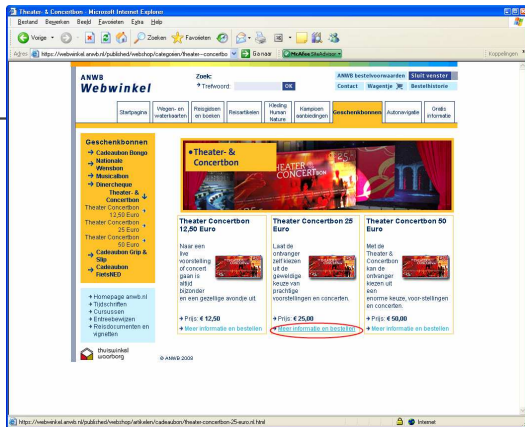 Theater- & Concertbon - Microsoft Internet Explorer
Bestand Bewerken Beeld Favorieten Extra Help
Vorige Zoeken Favorieten
Adres https://webwinkel.anwb.nl/published/webshop/categorien/theater--concertbo Ga naar McAfee SiteAdvisor Koppelingen
ANWB
Webwinkel
Zoek:
Trefwoord OK
ANWB bestelvoorwaarden Sluit venster
Contact Wagentje Bestelhistorie
Startpagina
Wegen- en waterkaarten
Reisgidsen en boeken
Reisartikelen
Kleding Human Nature
Kampioen aanbiedingen
Geschenkbonnen
Autonavigatie
Gratis informatie
Geschenkbonnen
Cadeaubon Bongo
Nationale
Wensbon
Musicalbon
Dinercheque
Theater- &
Concertbon
Theater Concertbon
12,50 Euro
Theater Concertbon
25 Euro
Theater Concertbon
50 Euro
Cadeaubon Grip &
Slip
Cadeaubon
FietsNED
Homepage anwb.nl
Tijdschriften
Cursussen
Entreebewijzen
Reisdocumenten en
vignetten
thuiswinkel
waarborg
© ANWB 2008
Theater- &
Concertbon
THEATER &
CONCERTBON
25
Theater Concertbon
12,50 Euro
Naar een
live
voorstelling
of concert
gaan is
altijd
bijzonder
en een gezellige avondje uit.
Prijs: € 12,50
Meer informatie en bestellen
Theater Concertbon 25
Euro
Laat de
ontvanger
zelf kiezen
uit de
geweldige
keuze van
prachtige
voorstellingen en concerten.
Prijs: € 25,00
Meer informatie en bestellen
Theater Concertbon 50
Euro
Met de
Theater &
Concertbon
kan de
ontvanger
kiezen uit
een
enorme keuze, voor-stellingen
en concerten.
Prijs: € 50,00
Meer informatie en bestellen
https://webwinkel.anwb.nl/published/webshop/artikelen/cadeaubon/theater-concertbon-25-euro.nl.html
Internet